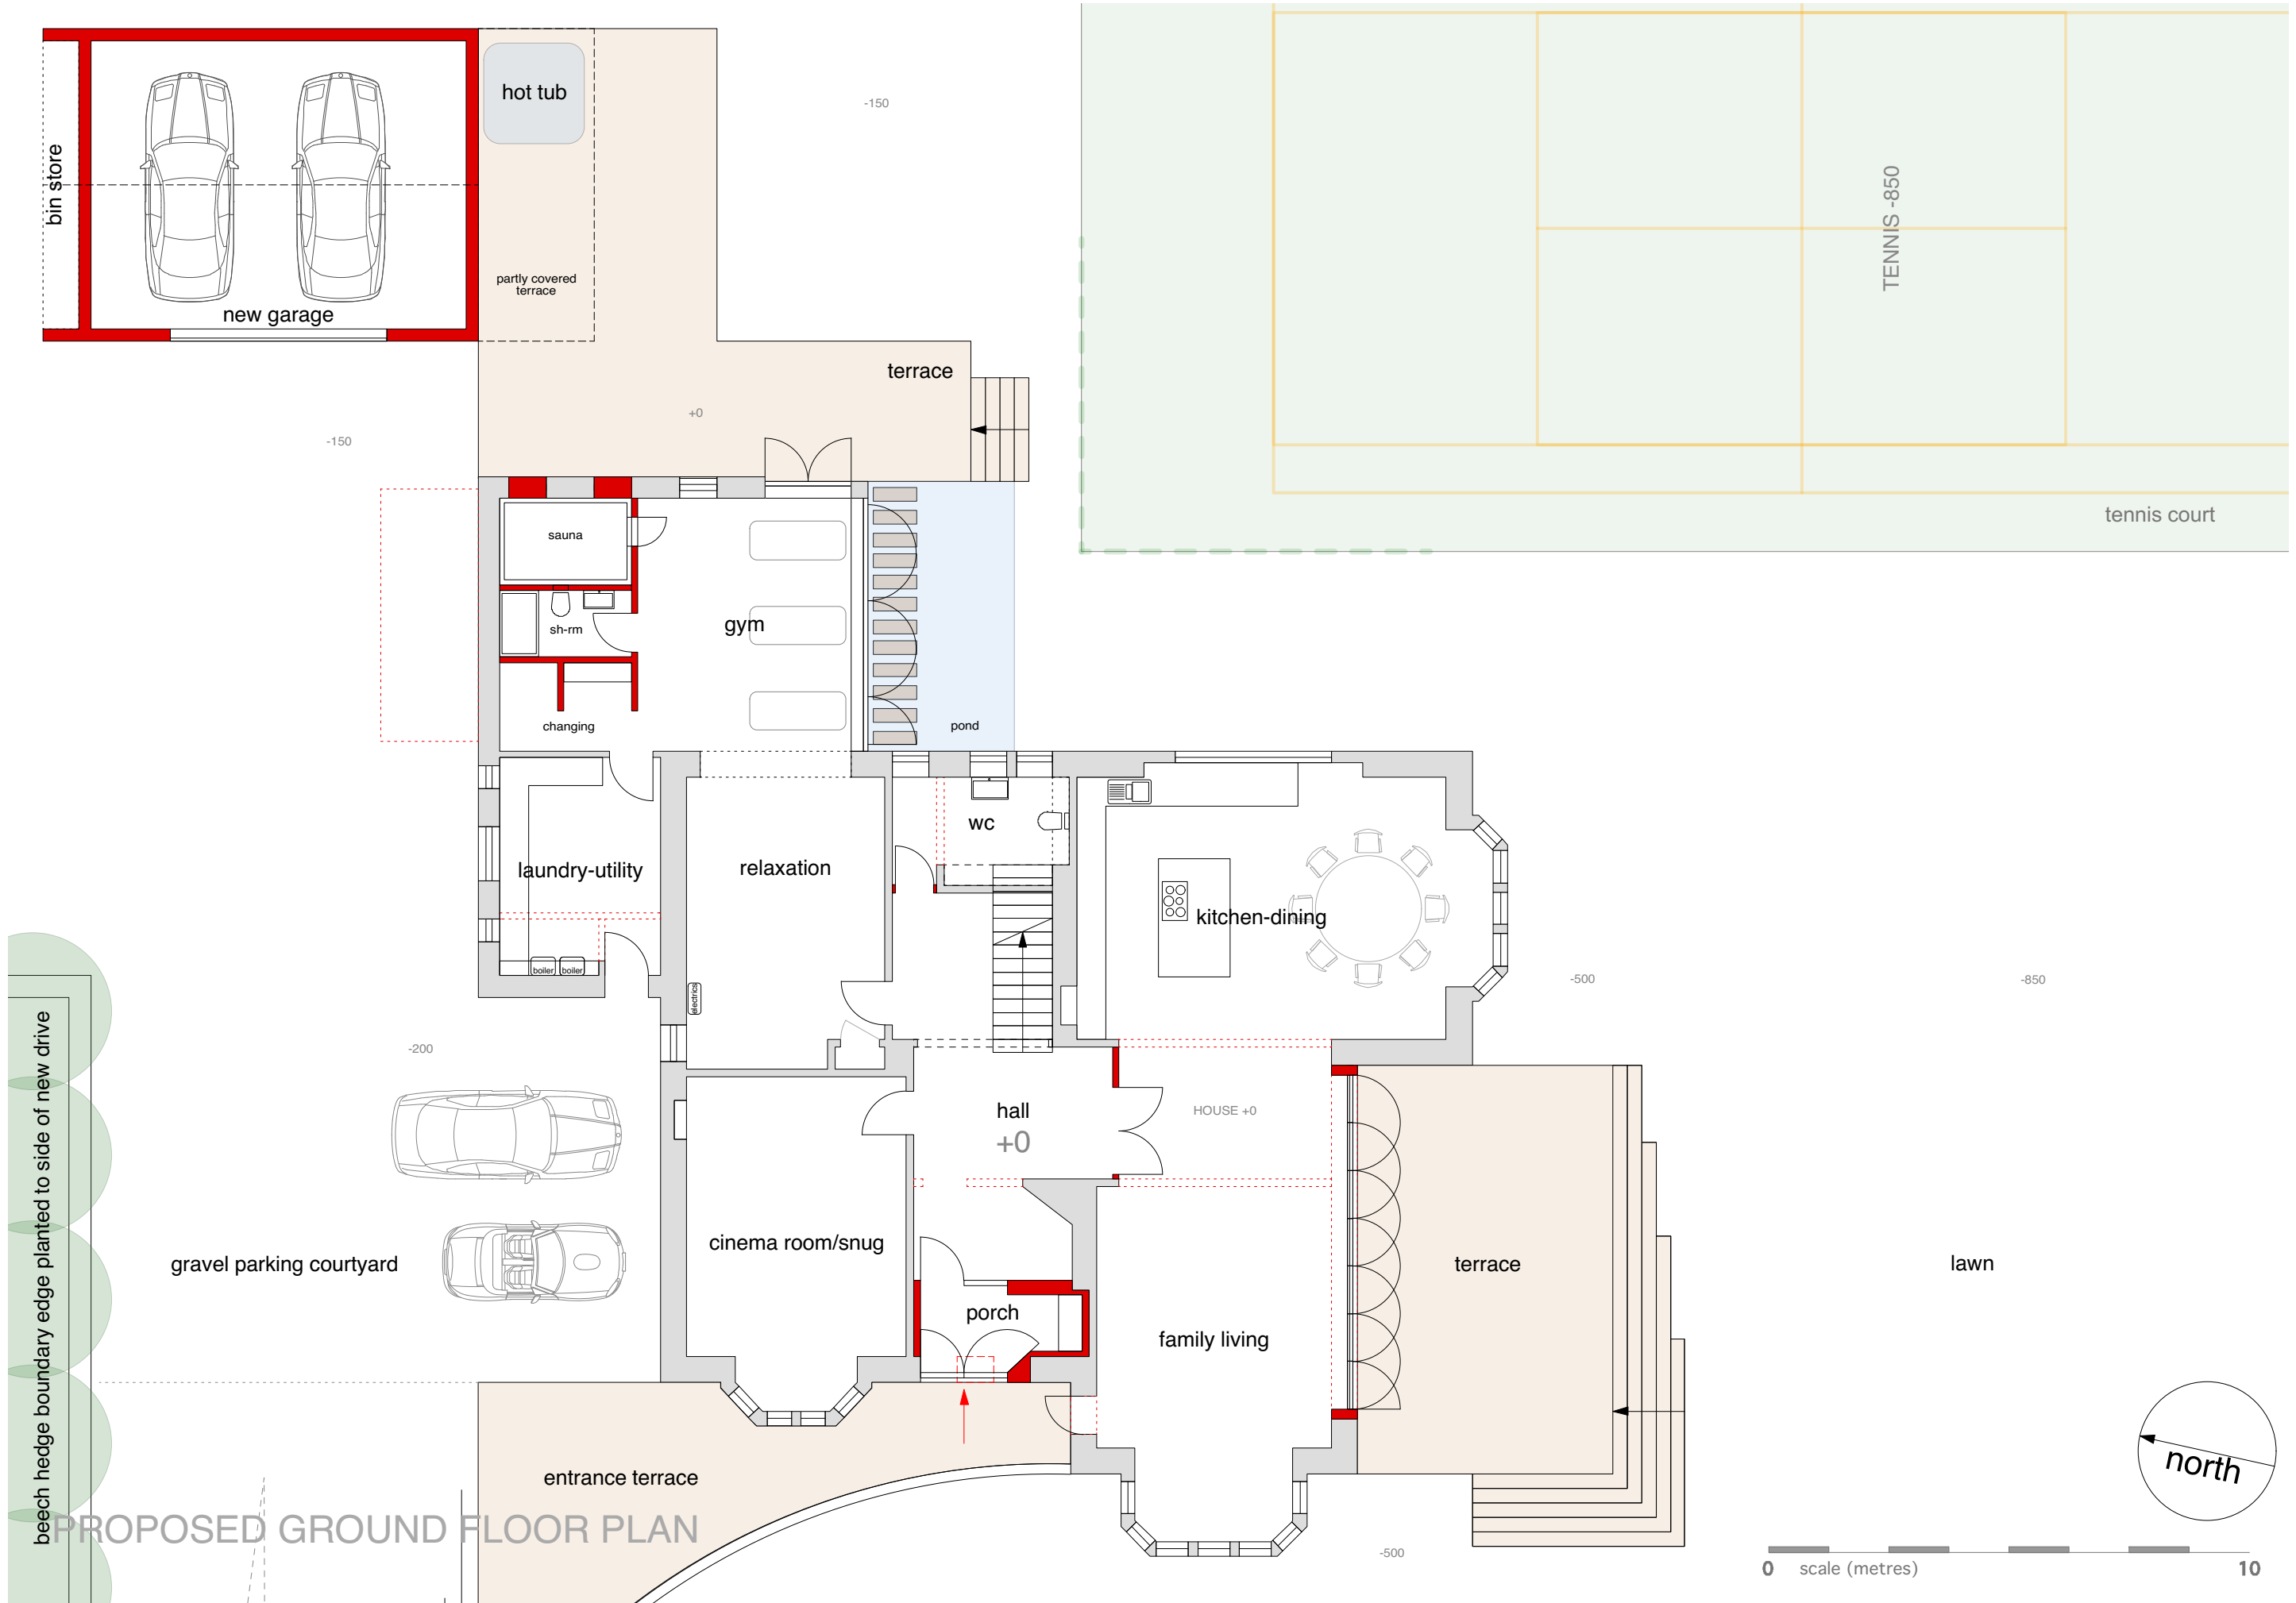 hot tub
bin store
-150
TENNIS -850
partly covered
terrace
new garage
terrace
+0
-150
tennis court
sauna
gym
sh-rm
changing
pond
wc
relaxation
laundry-utility
kitchen-dining
boiler
boiler
electrics
-500
-850
-200
beech hedge boundary edge planted to side of new drive
hall
+0
HOUSE +0
cinema room/snug
gravel parking courtyard
terrace
lawn
porch
family living
entrance terrace
north
PROPOSED GROUND FLOOR PLAN
-500
0
scale (metres)
10